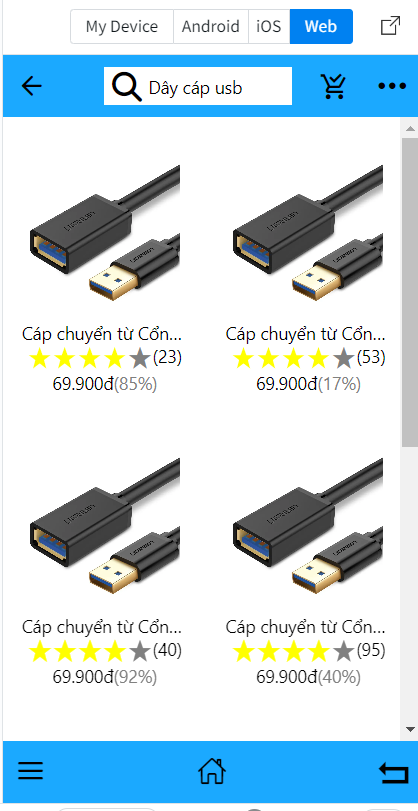 My Device Android iOS Web
Dây cáp usb
Cáp chuyển từ Cổn... Cáp chuyển từ Cổn...
(23) (53)
69.900đ(85%) 69.900đ(17%)
Cáp chuyển từ Cổn... Cáp chuyển từ Cổn...
(40) (95)
69.900đ(92%) 69.900đ(40%)